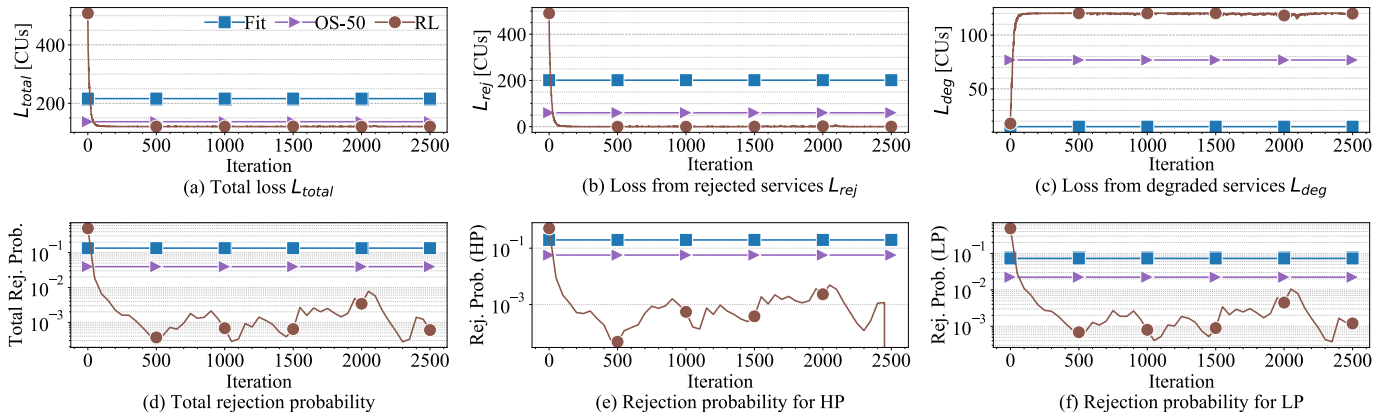 Fit OS-50 RL
L_total [CUs]
400
200
0 500 1000 1500 2000 2500
Iteration
(a) Total loss L_total
L_rej [CUs]
400
200
0
0 500 1000 1500 2000 2500
Iteration
(b) Loss from rejected services L_rej
L_deg [CUs]
100
50
0 500 1000 1500 2000 2500
Iteration
(c) Loss from degraded services L_deg
Total Rej. Prob.
10⁻¹
10⁻²
10⁻³
0 500 1000 1500 2000 2500
Iteration
(d) Total rejection probability
Rej. Prob. (HP)
10⁻¹
10⁻³
0 500 1000 1500 2000 2500
Iteration
(e) Rejection probability for HP
Rej. Prob. (LP)
10⁻¹
10⁻²
10⁻³
0 500 1000 1500 2000 2500
Iteration
(f) Rejection probability for LP